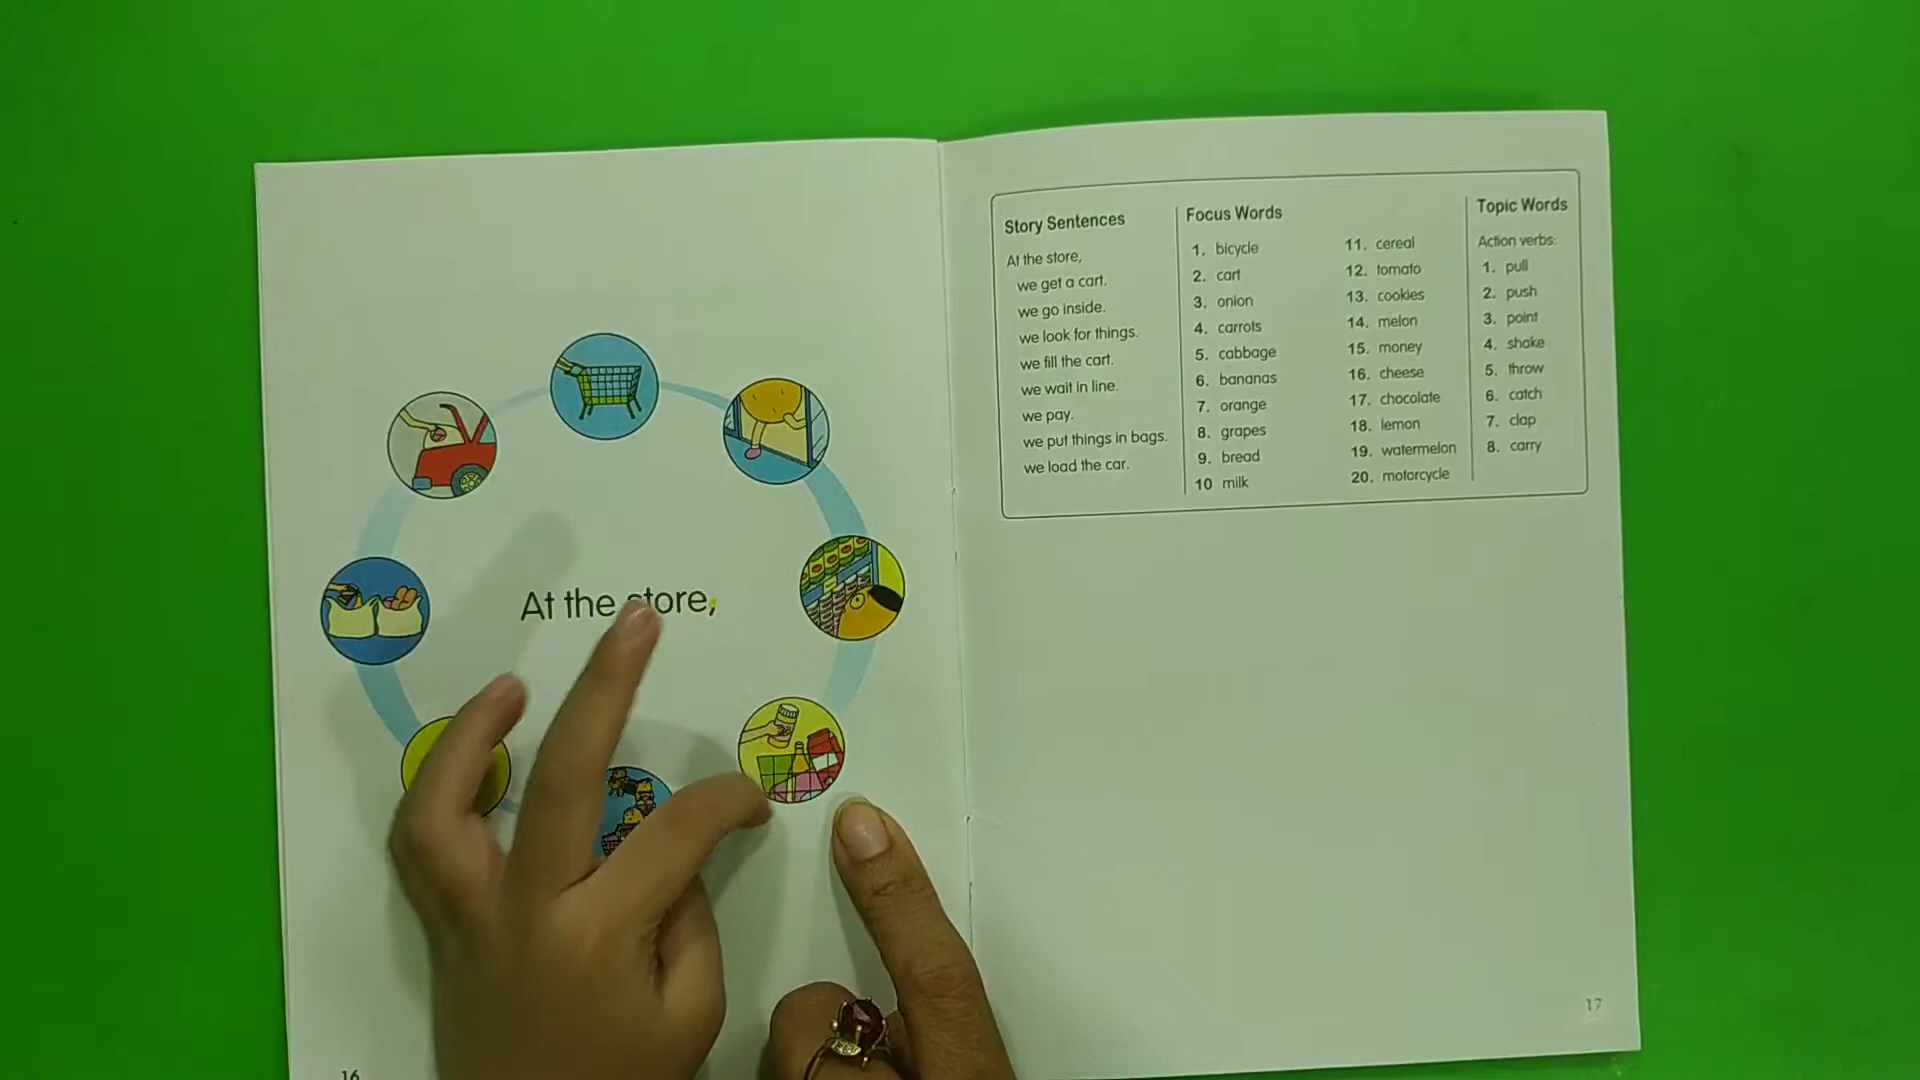 At the store,
16
Story Sentences
At the store,
we get a cart.
we go inside.
we look for things.
we fill the cart.
we wait in line.
we pay.
we put things in bags.
we load the car.
Focus Words
1. bicycle
2. cart
3. onion
4. carrots
5. cabbage
6. bananas
7. orange
8. grapes
9. bread
10 milk
11. cereal
12. tomato
13. cookies
14. melon
15. money
16. cheese
17. chocolate
18. lemon
19. watermelon
20. motorcycle
Topic Words
Action verbs:
1. pull
2. push
3. point
4. shake
5. throw
6. catch
7. clap
8. carry
17